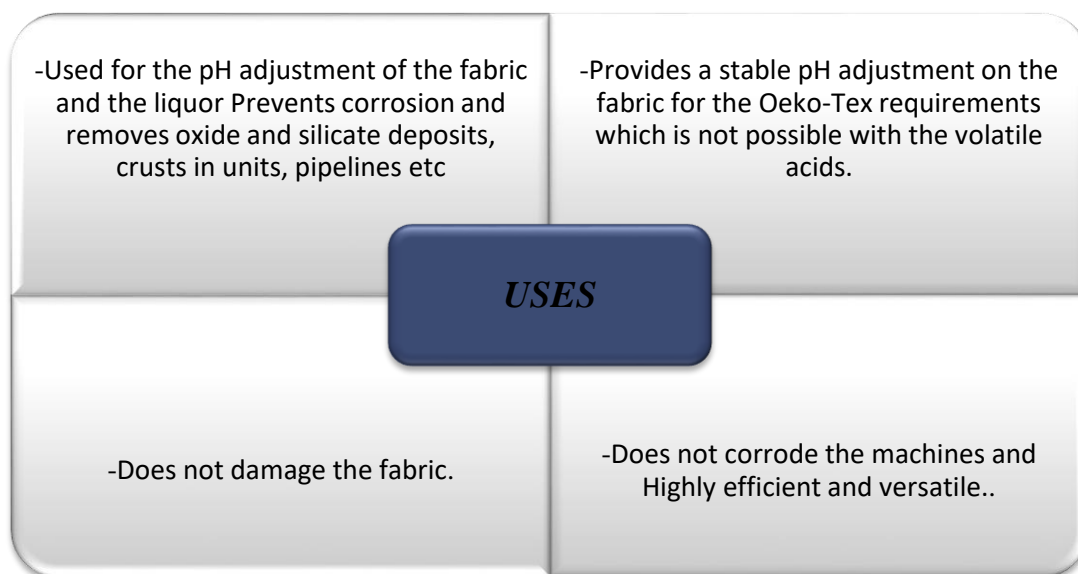 -Used for the pH adjustment of the fabric
and the liquor Prevents corrosion and
removes oxide and silicate deposits,
crusts in units, pipelines etc
-Provides a stable pH adjustment on the
fabric for the Oeko-Tex requirements
which is not possible with the volatile
acids.
USES
-Does not damage the fabric.
-Does not corrode the machines and
Highly efficient and versatile..